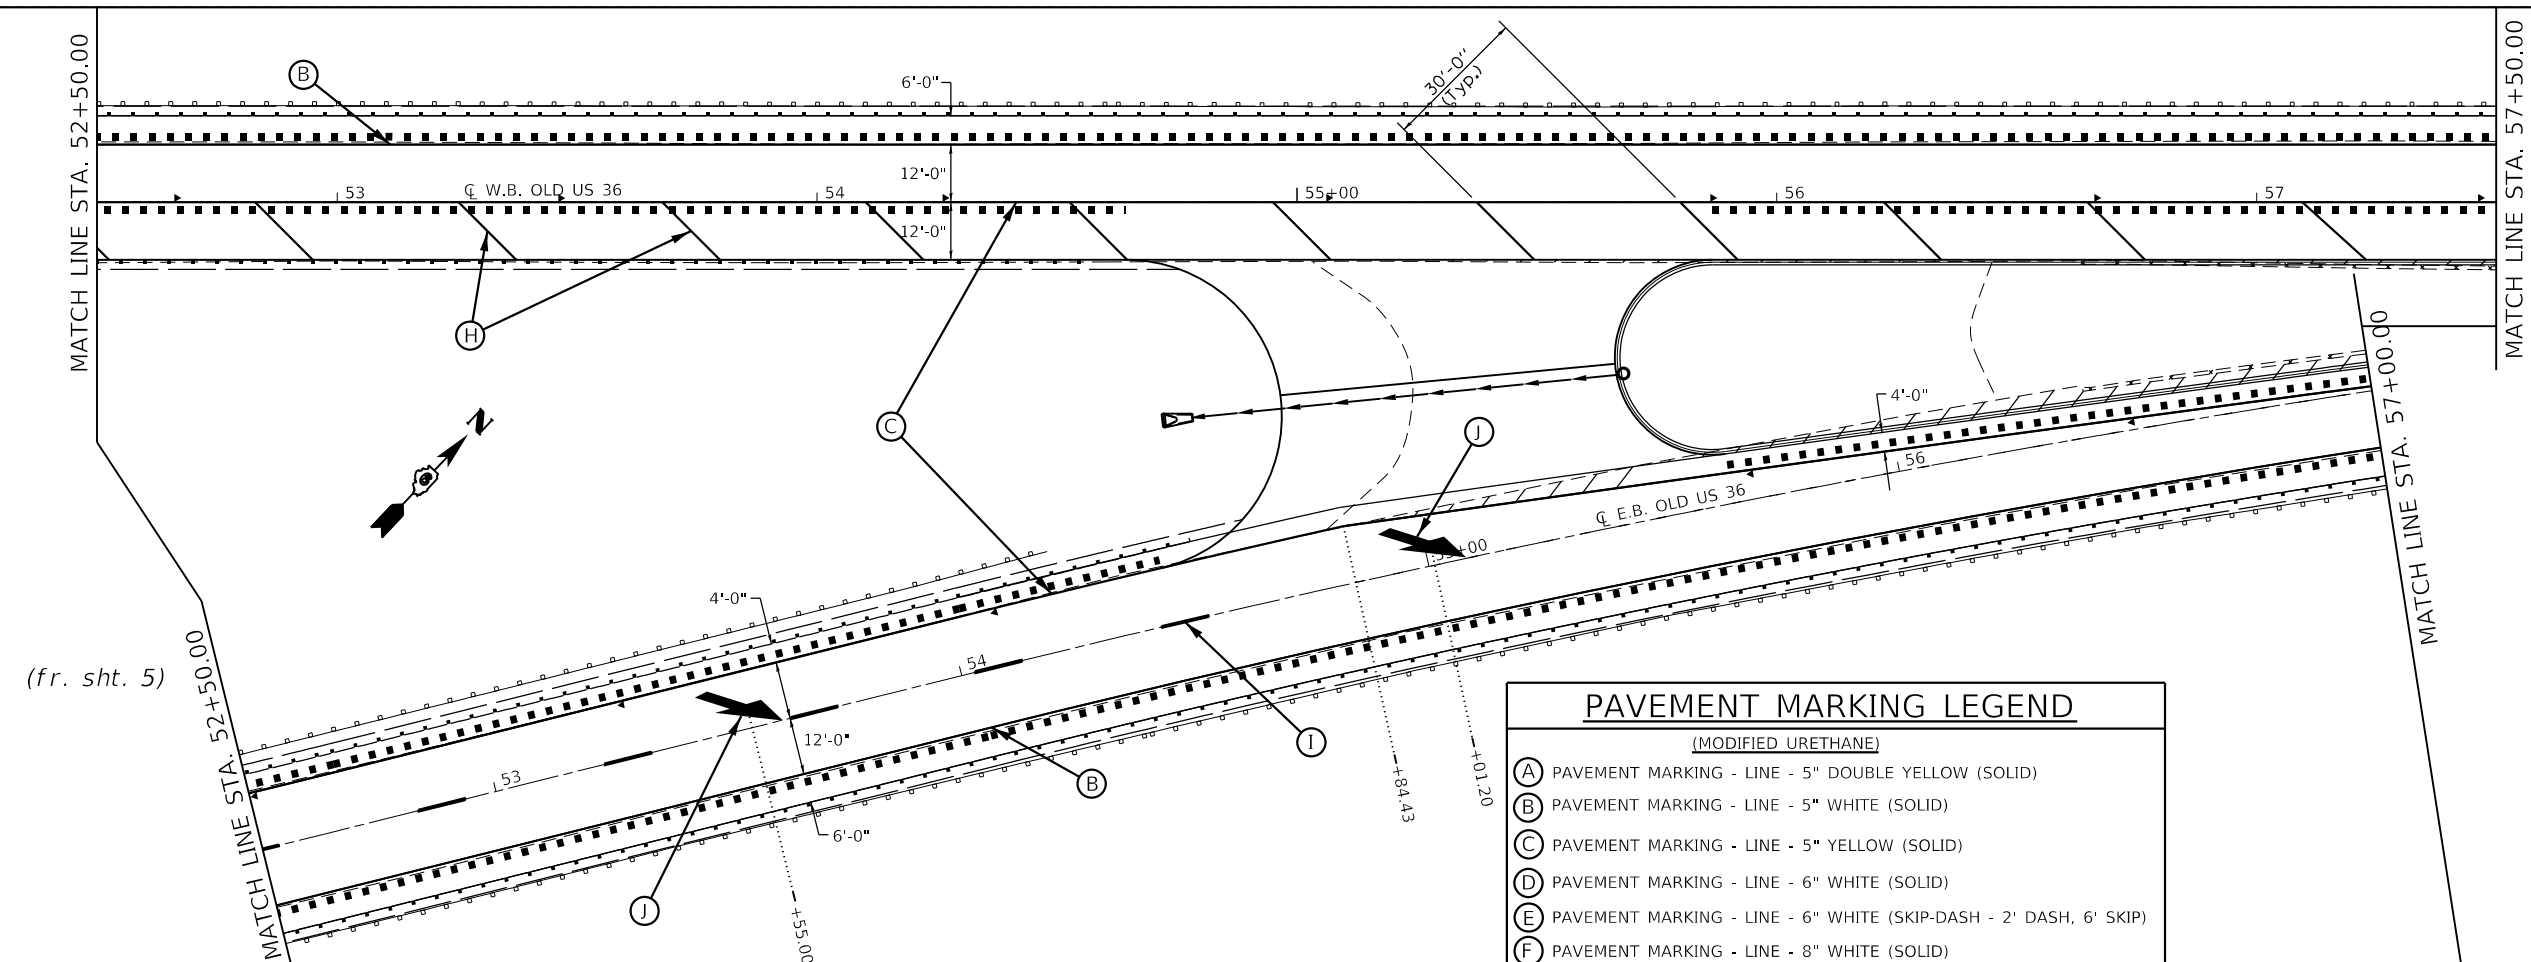 MATCH LINE STA. 52+50.00
MATCH LINE STA. 57+50.00
B
6'-0"
30'-0"
(Typ.)
12'-0"
53
℄ W.B. OLD US 36
54
55+00
56
57
12'-0"
H
C
N
J
4'-0"
MATCH LINE STA. 57+00.00
56
℄ E.B. OLD US 36
55+00
4'-0"
54
(fr. sht. 5)
MATCH LINE STA. 52+50.00
12'-0"
53
I
B
6'-0"
J
+55.00
+84.43
+01.20
PAVEMENT MARKING LEGEND
(MODIFIED URETHANE)
A PAVEMENT MARKING - LINE - 5" DOUBLE YELLOW (SOLID)
B PAVEMENT MARKING - LINE - 5" WHITE (SOLID)
C PAVEMENT MARKING - LINE - 5" YELLOW (SOLID)
D PAVEMENT MARKING - LINE - 6" WHITE (SOLID)
E PAVEMENT MARKING - LINE - 6" WHITE (SKIP-DASH - 2' DASH, 6' SKIP)
F PAVEMENT MARKING - LINE - 8" WHITE (SOLID)